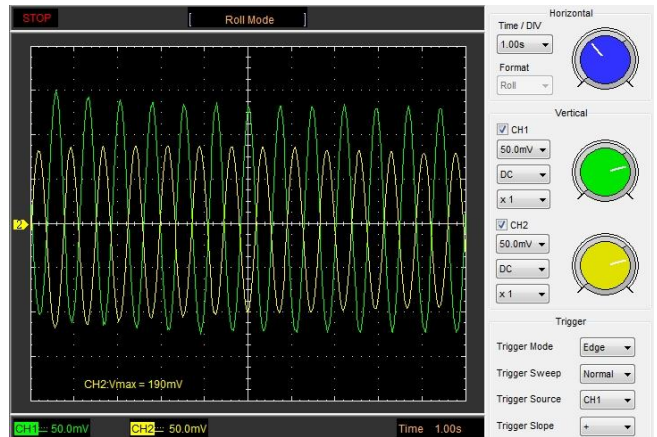 STOP
[ Roll Mode ]
2
CH2:Vmax = 190mV
CH1 50.0mV CH2 50.0mV Time 1.00s
Horizontal
Time / DIV
1.00s
Format
Roll
Vertical
CH1
50.0mV
DC
x 1
CH2
50.0mV
DC
x 1
Trigger
Trigger Mode Edge
Trigger Sweep Normal
Trigger Source CH1
Trigger Slope +